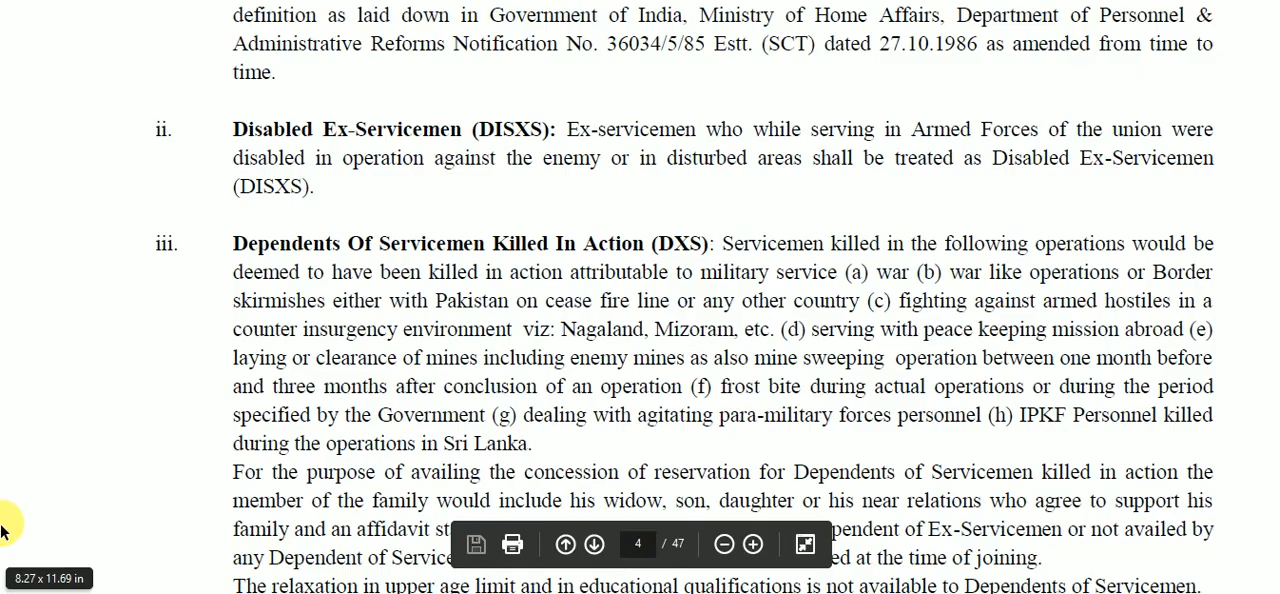 definition as laid down in Government of India, Ministry of Home Affairs, Department of Personnel &
Administrative Reforms Notification No. 36034/5/85 Estt. (SCT) dated 27.10.1986 as amended from time to
time.
ii. Disabled Ex-Servicemen (DISXS): Ex-servicemen who while serving in Armed Forces of the union were
disabled in operation against the enemy or in disturbed areas shall be treated as Disabled Ex-Servicemen
(DISXS).
iii. Dependents Of Servicemen Killed In Action (DXS): Servicemen killed in the following operations would be
deemed to have been killed in action attributable to military service (a) war (b) war like operations or Border
skirmishes either with Pakistan on cease fire line or any other country (c) fighting against armed hostiles in a
counter insurgency environment viz: Nagaland, Mizoram, etc. (d) serving with peace keeping mission abroad (e)
laying or clearance of mines including enemy mines as also mine sweeping operation between one month before
and three months after conclusion of an operation (f) frost bite during actual operations or during the period
specified by the Government (g) dealing with agitating para-military forces personnel (h) IPKF Personnel killed
during the operations in Sri Lanka.
For the purpose of availing the concession of reservation for Dependents of Servicemen killed in action the
member of the family would include his widow, son, daughter or his near relations who agree to support his
family and an affidavit of Ex-Servicemen or not availed by
any Dependent of at the time of joining.
4 / 47
8.27 x 11.69 in
The relaxation in upper age limit and in educational qualifications is not available to Dependents of Servicemen.